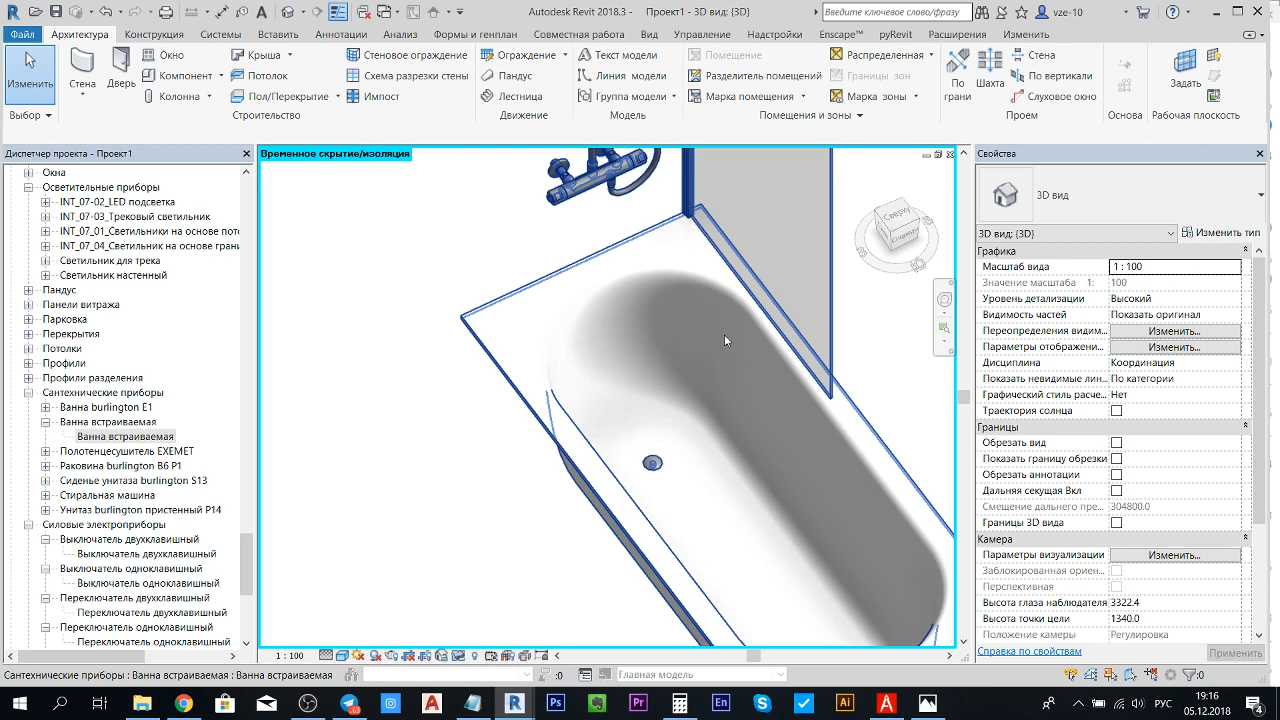 Autodesk Revit 2018.3 - Проект1 - 3D вид: {3D}
Введите ключевое слово/фразу
vze-10
Файл Архитектура Конструкция Системы Вставить Аннотации Анализ Формы и генплан Совместная работа Вид Управление Надстройки Enscape™ pyRevit Расширения Изменить
Изменить
Стена
Дверь
Окно
Компонент
Колонна
Крыша
Потолок
Пол/Перекрытие
Стеновое ограждение
Схема разрезки стены
Импост
Ограждение
Пандус
Лестница
Текст модели
Линия модели
Группа модели
Помещение
Разделитель помещений
Марка помещения
Распределенная
Границы зон
Марка зоны
По грани
Шахта
Стена
По вертикали
Слуховое окно
Задать
Выбор Строительство Движение Модель Помещения и зоны Проем Основа Рабочая плоскость
Диспетчер проекта - Проект1
Окна
Осветительные приборы
INT_07-02_LED подсветка
INT_07-03_Трековый светильник
INT_07_01_Светильники на основе пото
INT_07_04_Светильник на основе грани
Светильник для трека
Светильник настенный
Пандус
Панели витража
Парковка
Перекрытия
Потолки
Профили
Профили разделения
Сантехнические приборы
Ванна burlington E1
Ванна встраиваемая
Ванна встраиваемая
Полотенцесушитель EXEMET
Раковина burlington B6 P1
Сиденье унитаза burlington S13
Стиральная машина
Унитаз burlington пристенный P14
Силовые электроприборы
Выключатель двухклавишный
Выключатель двухклавишный
Выключатель одноклавишный
Выключатель одноклавишный
Переключатель двухклавишный
Переключатель двухклавишный
Переключатель одноклавишный
Переключатель одноклавишный
Временное скрытие/изоляция
Сверху
1 : 100
Свойства
3D вид
3D вид: {3D}
Изменить тип
Графика
Масштаб вида 1 : 100
Значение масштаба 1: 100
Уровень детализации Высокий
Видимость частей Показать оригинал
Переопределения видим... Изменить...
Параметры отображени... Изменить...
Дисциплина Координация
Показать невидимые лин... По категории
Графический стиль расче... Нет
Траектория солнца
Границы
Обрезать вид
Показать границу обрезки
Обрезать аннотации
Дальняя секущая Вкл
Смещение дальнего пре... 304800.0
Границы 3D вида
Камера
Параметры визуализации Изменить...
Заблокированная ориен...
Перспективная
Высота глаза наблюдателя 3322.4
Высота точки цели 1340.0
Положение камеры Регулировка
Справка по свойствам
Применить
Сантехнические приборы : Ванна встраиваемая : Ванна встраиваемая
:0
Главная модель
:0
РУС
19:16
05.12.2018